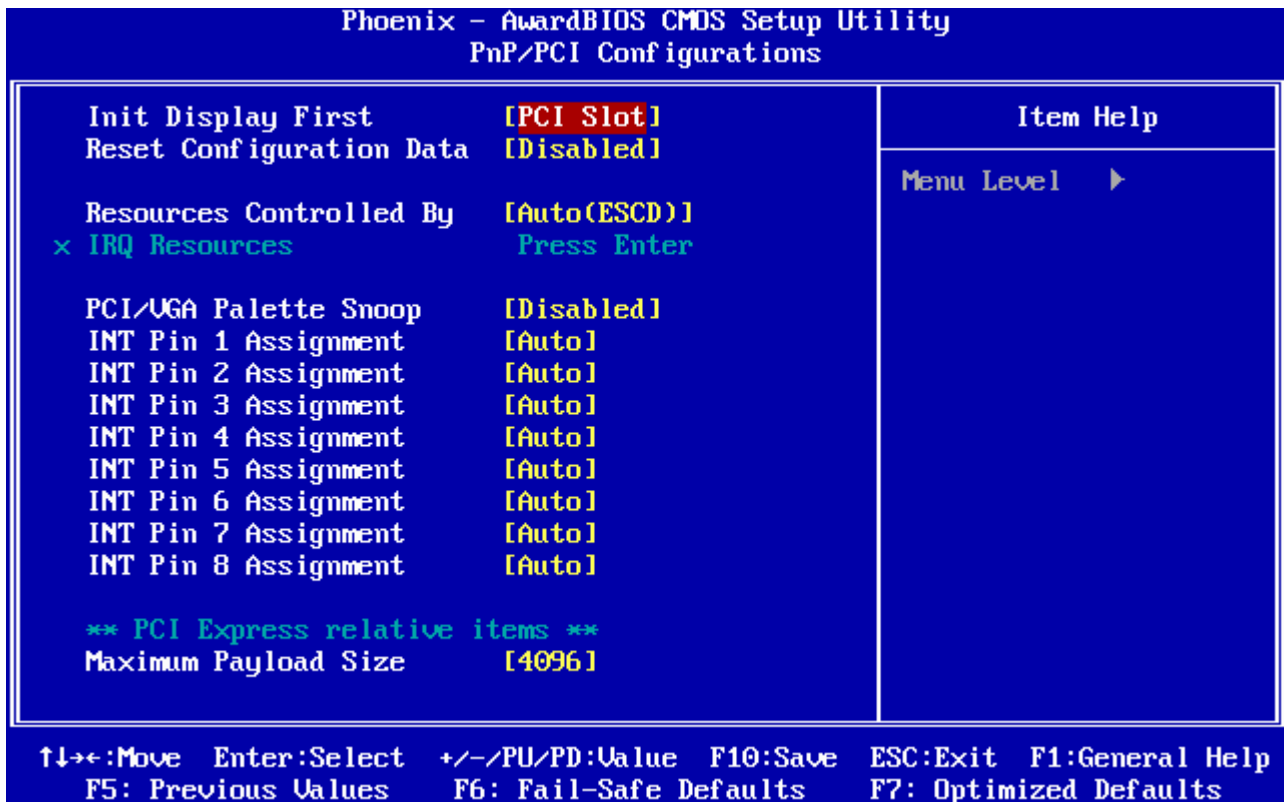 Phoenix - AwardBIOS CMOS Setup Utility
PnP/PCI Configurations
Init Display First [PCI Slot]
Reset Configuration Data [Disabled]
Resources Controlled By [Auto(ESCD)]
x IRQ Resources Press Enter
PCI/VGA Palette Snoop [Disabled]
INT Pin 1 Assignment [Auto]
INT Pin 2 Assignment [Auto]
INT Pin 3 Assignment [Auto]
INT Pin 4 Assignment [Auto]
INT Pin 5 Assignment [Auto]
INT Pin 6 Assignment [Auto]
INT Pin 7 Assignment [Auto]
INT Pin 8 Assignment [Auto]
** PCI Express relative items **
Maximum Payload Size [4096]
Item Help
Menu Level ▶
↑↓→←:Move Enter:Select +/-/PU/PD:Value F10:Save ESC:Exit F1:General Help
F5: Previous Values F6: Fail-Safe Defaults F7: Optimized Defaults